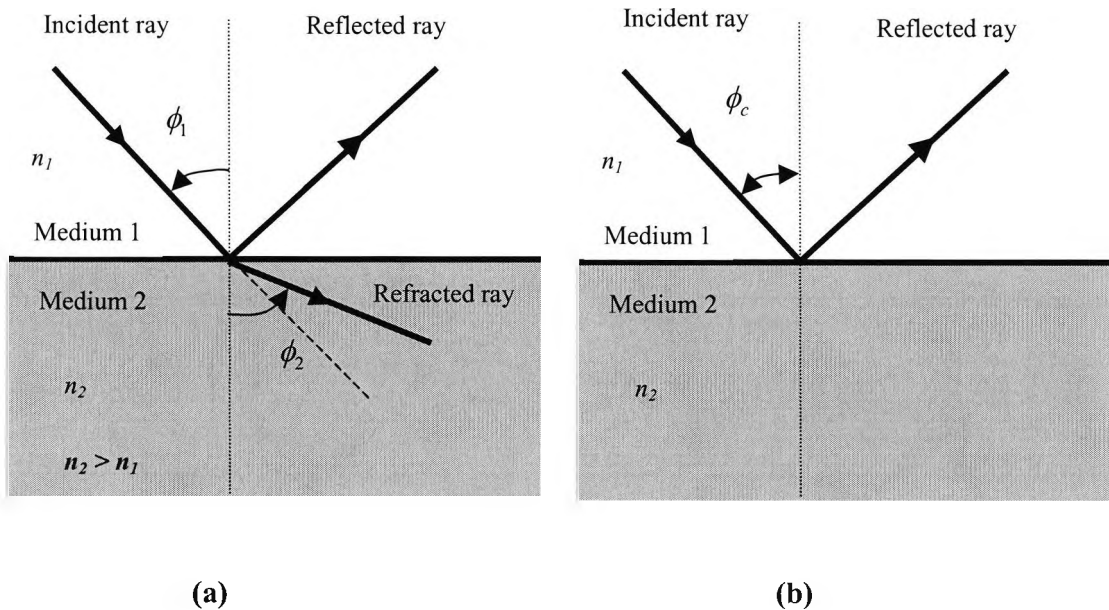 Incident ray
Reflected ray
ϕ₁
n₁
Medium 1
Medium 2
Refracted ray
ϕ₂
n₂
n₂ > n₁
(a)
Incident ray
Reflected ray
ϕ_c
n₁
Medium 1
Medium 2
n₂
(b)